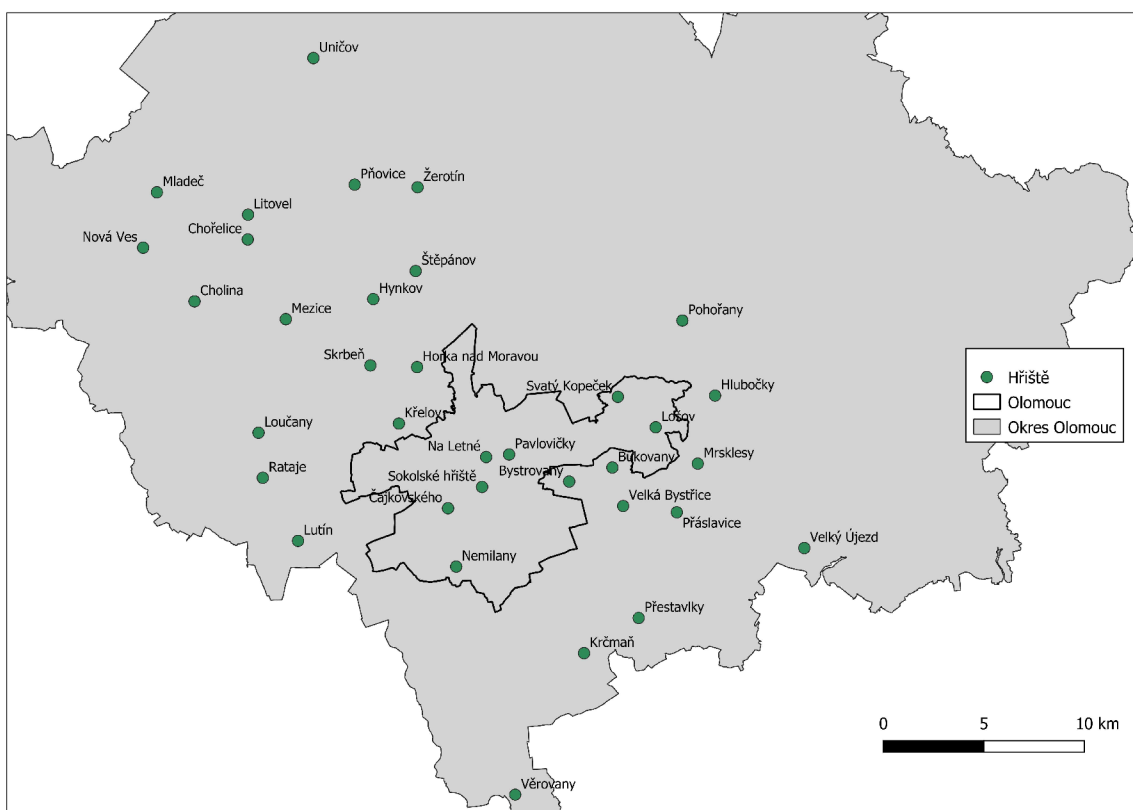 Uničov
Mladeč
Pňovice
Žerotín
Litovel
Chořelice
Nová Ves
Štěpánov
Cholina
Hynkov
Mezice
Pohořany
Skrbeň
Horka nad Moravou
Svatý Kopeček
Hlubočky
Hřiště
Olomouc
Okres Olomouc
Křelov
Lošov
Loučany
Na Letné
Pavlovičky
Bukovany
Mrsklesy
Rataje
Sokolské hřiště
Bystrovany
Čajkovského
Velká Bystřice
Přáslavice
Lutín
Velký Újezd
Nemilany
Přestavlky
Krčmaň
0 5 10 km
Věrovany